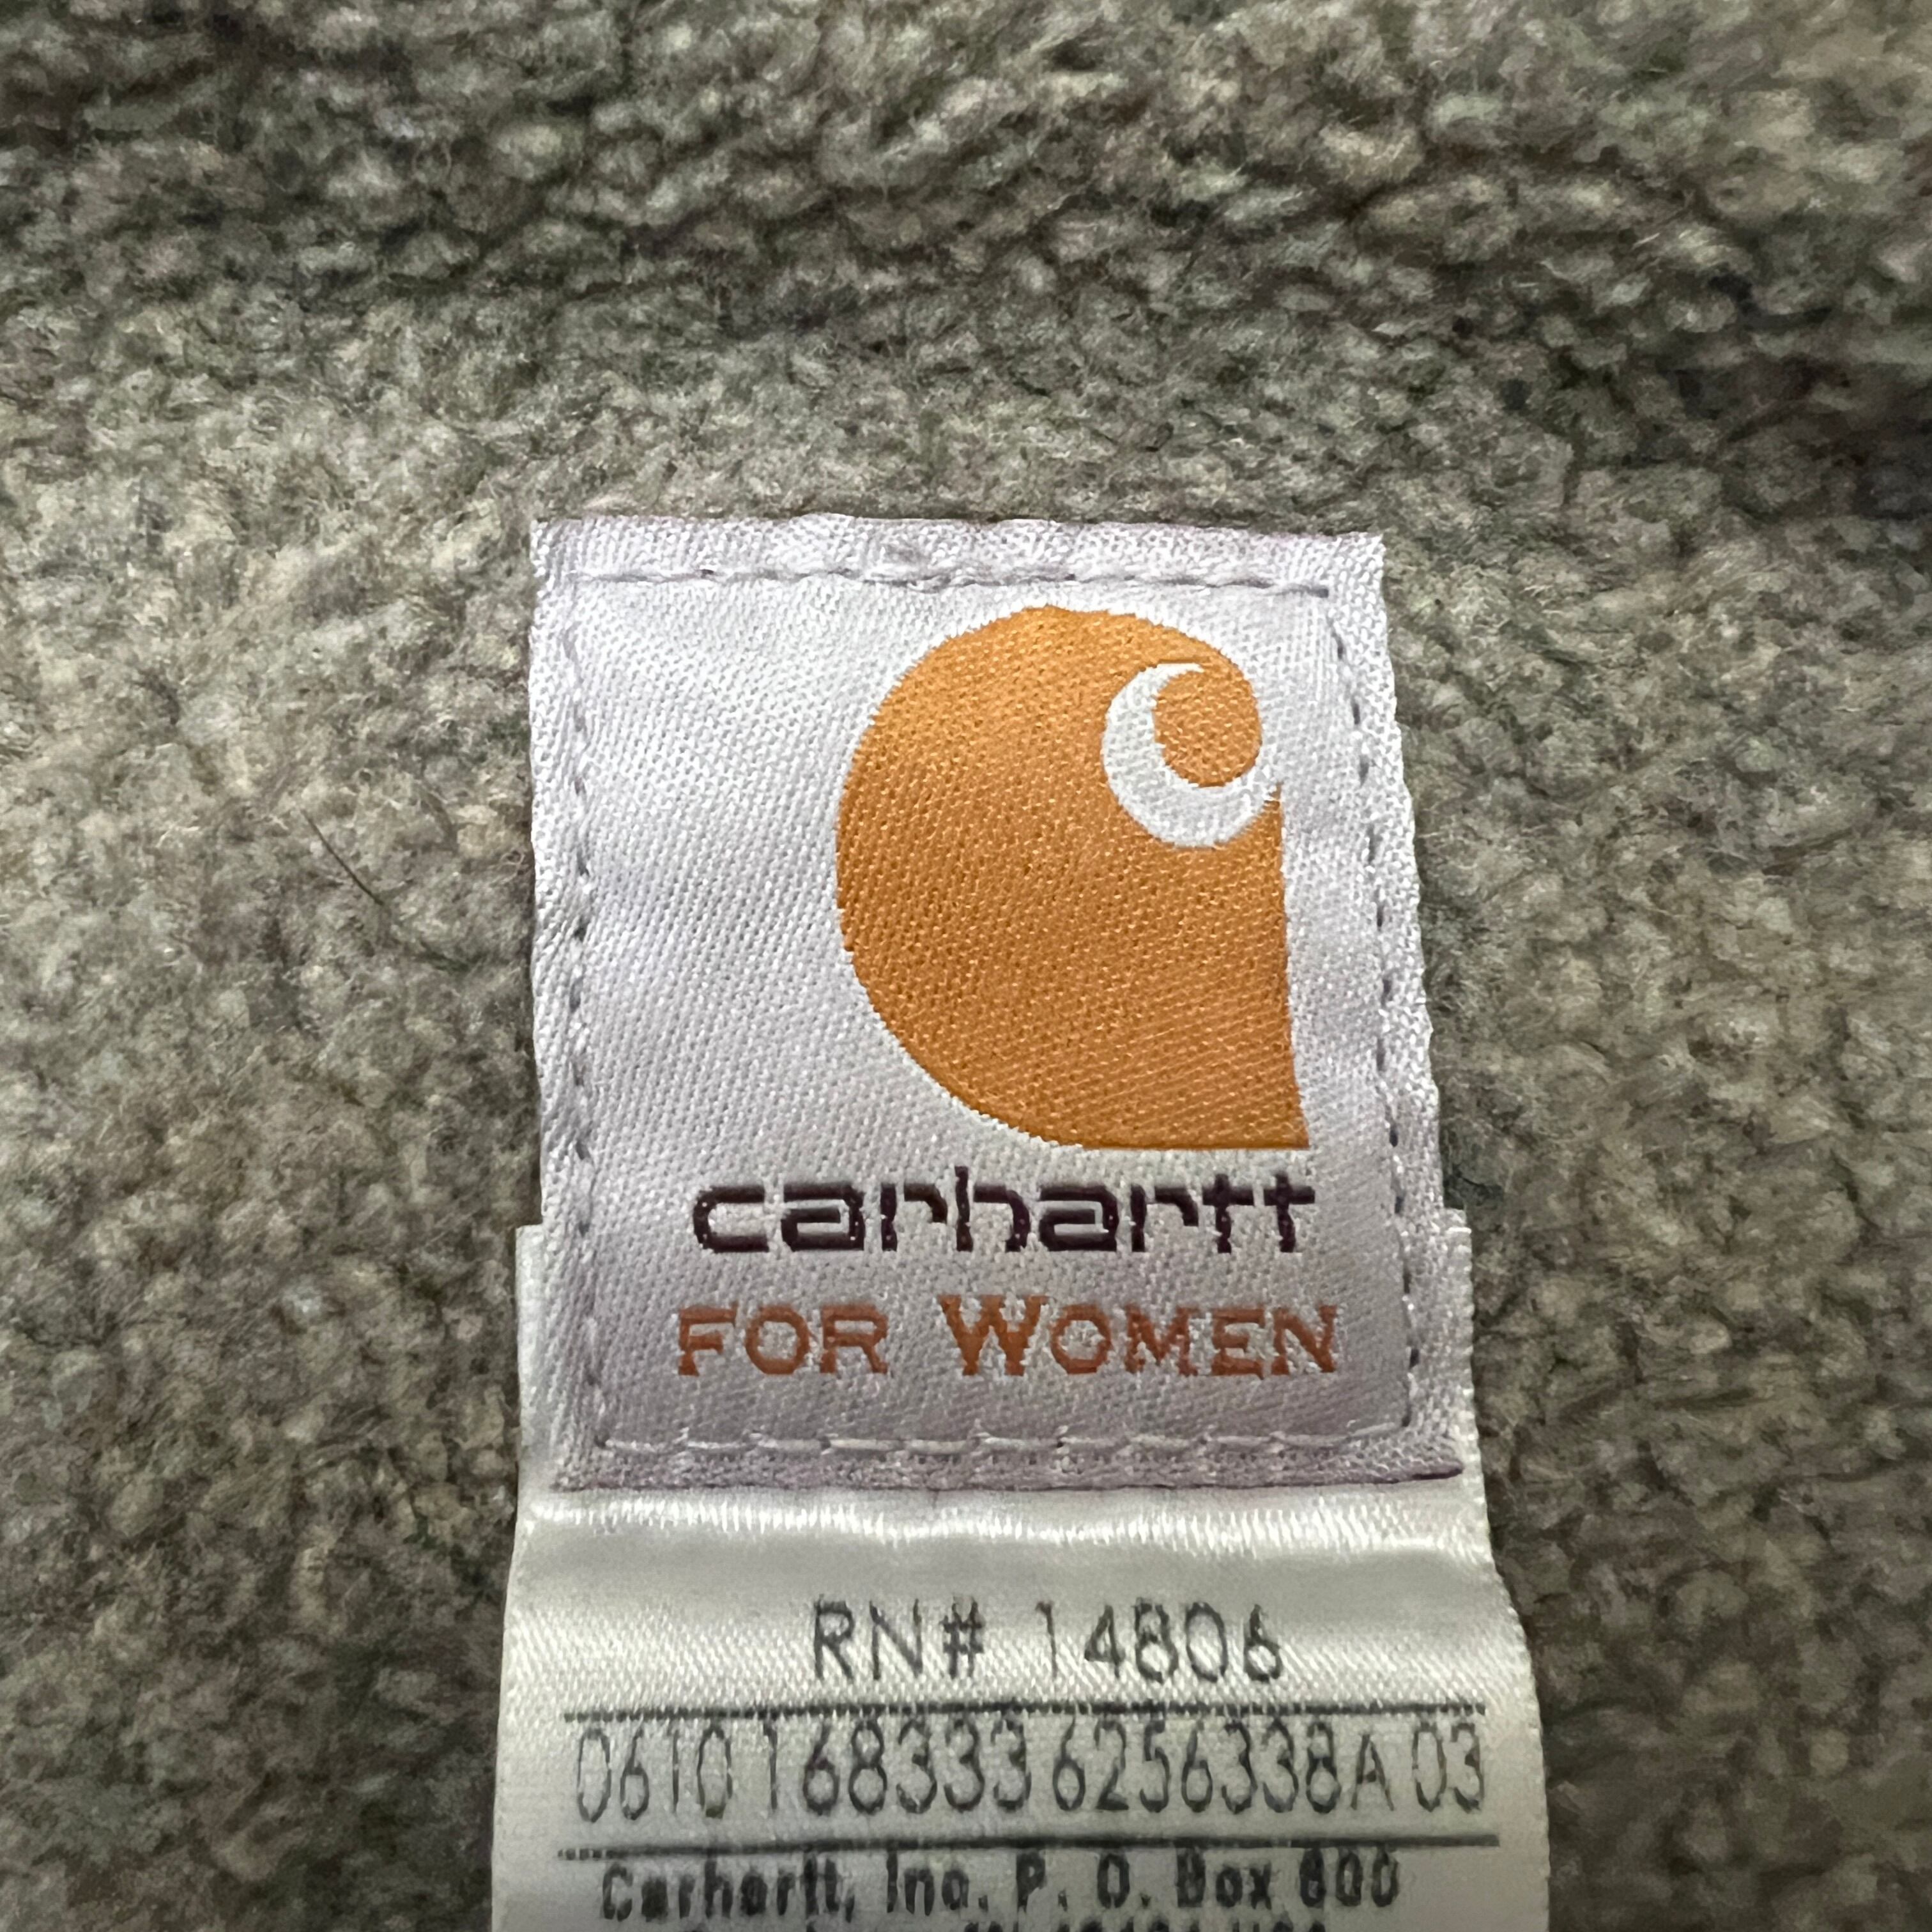 carhartt
FOR WOMEN
RN# 14806
0610 168333 6256338A 03
Carhartt, Inc. P. O. Box 600